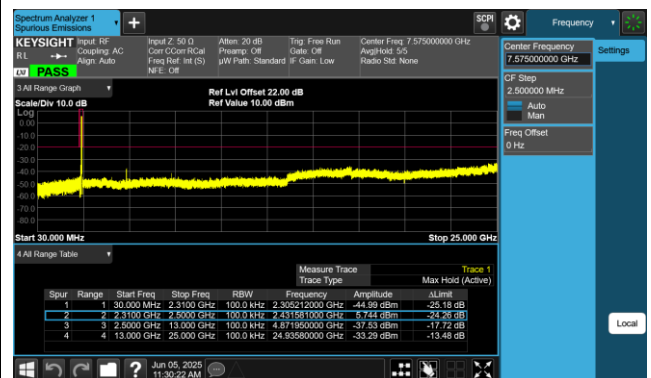 Spectrum Analyzer 1
Spurious Emissions
+
SCPI
Frequency
KEYSIGHT
RL
LXI
PASS
Input: RF
Coupling: AC
Align: Auto
Input Z: 50 Ω
Corr CCorr RCal
Freq Ref: Int (S)
NFE: Off
Atten: 20 dB
Preamp: Off
µW Path: Standard
Trig: Free Run
Gate: Off
IF Gain: Low
Center Freq: 7.575000000 GHz
Avg|Hold: 5/5
Radio Std: None
Center Frequency
7.575000000 GHz
Settings
CF Step
2.500000 MHz
Auto
Man
Freq Offset
0 Hz
3 All Range Graph
Scale/Div 10.0 dB
Ref Lvl Offset 22.00 dB
Ref Value 10.00 dBm
Log
0.00
-10.0
-20.0
-30.0
-40.0
-50.0
-60.0
-70.0
-80.0
Start 30.000 MHz
Stop 25.000 GHz
4 All Range Table
Measure Trace Trace 1
Trace Type Max Hold (Active)
Spur Range Start Freq Stop Freq RBW Frequency Amplitude ΔLimit
1 1 30.000 MHz 2.3100 GHz 100.0 kHz 2.305212000 GHz -44.99 dBm -25.18 dB
2 2 2.3100 GHz 2.5000 GHz 100.0 kHz 2.431581000 GHz 5.744 dBm -24.26 dB
3 3 2.5000 GHz 13.000 GHz 100.0 kHz 4.871950000 GHz -37.53 dBm -17.72 dB
4 4 13.000 GHz 25.000 GHz 100.0 kHz 24.93580000 GHz -33.29 dBm -13.48 dB
Local
?
Jun 05, 2025
11:30:22 AM